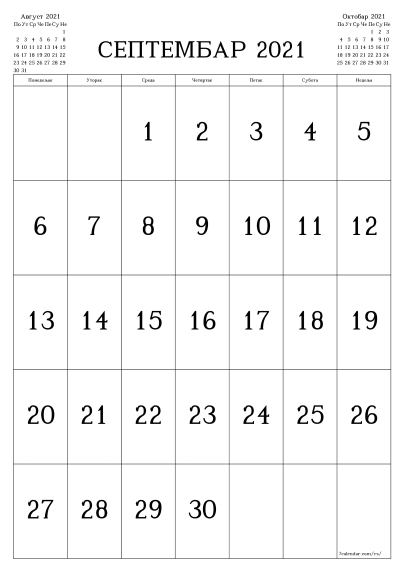 Август 2021
По Ут Ср Че Пе Су Не
1
2 3 4 5 6 7 8
9 10 11 12 13 14 15
16 17 18 19 20 21 22
23 24 25 26 27 28 29
30 31
СЕПТЕМБАР 2021
Октобар 2021
По Ут Ср Че Пе Су Не
1 2 3
4 5 6 7 8 9 10
11 12 13 14 15 16 17
18 19 20 21 22 23 24
25 26 27 28 29 30 31
Понедељак Уторак Среда Четвртак Петак Субота Недеља
1 2 3 4 5
6 7 8 9 10 11 12
13 14 15 16 17 18 19
20 21 22 23 24 25 26
27 28 29 30
7calendar.com/rs/